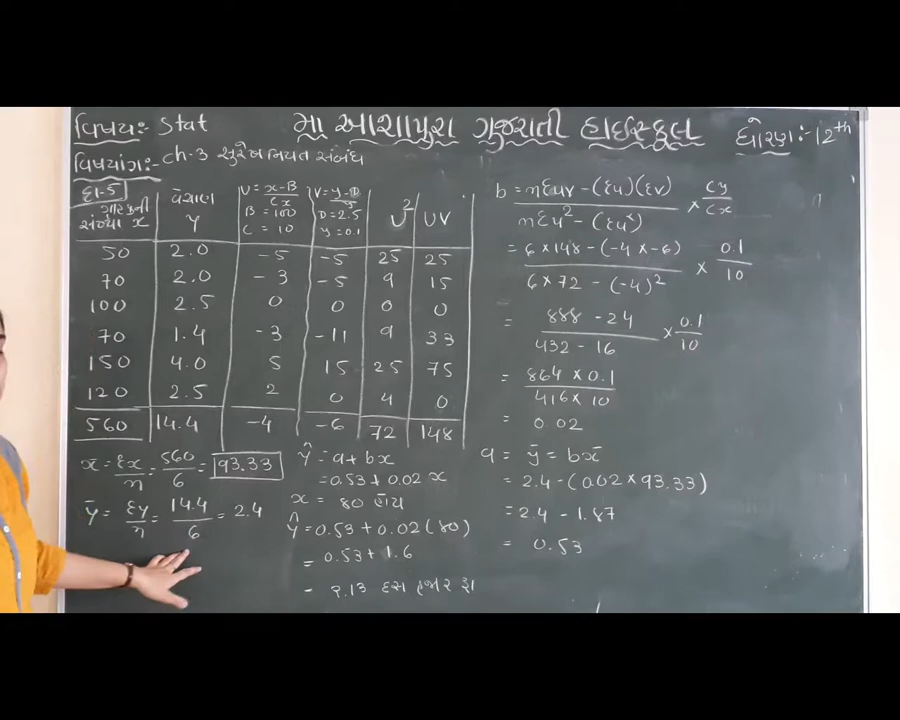 વિષય:- Stat
મા આશાપુરા ગુજરાતી હાઈસ્કૂલ
ધોરણ:- 12th
વિષયાંગ:- ch-3 સુરેખ નિયત સંબંધ
દા-5
સંખ્યા x
વેચાણ
y
U = x-B / Cx
B = 100
C = 10
V = y-D / Cy
D = 2.5
y = 0.1
U²
UV
50 2.0 -5 -5 25 25
70 2.0 -3 -5 9 15
100 2.5 0 0 0 0
70 1.4 -3 -11 9 33
150 4.0 5 15 25 75
120 2.5 2 0 4 0
560 14.4 -4 -6 72 148
x̄ = Σx/n = 560/6 = 93.33
ȳ = Σy/n = 14.4/6 = 2.4
ŷ = a + bx
= 0.53 + 0.02 x
x = 80 હોય
ŷ = 0.53 + 0.02 (80)
= 0.53 + 1.6
- 2.13 દસ હજાર રૂા
b = nΣuv - (Σu)(Σv) / nΣu² - (Σu²) × Cy/Cx
= 6 × 148 - (-4 × -6) / 6 × 72 - (-4)² × 0.1/10
= 888 - 24 / 432 - 16 × 0.1/10
= 864 × 0.1 / 416 × 10
= 0.02
a = ȳ = bx̄
= 2.4 - (0.02 × 93.33)
= 2.4 - 1.87
= 0.53